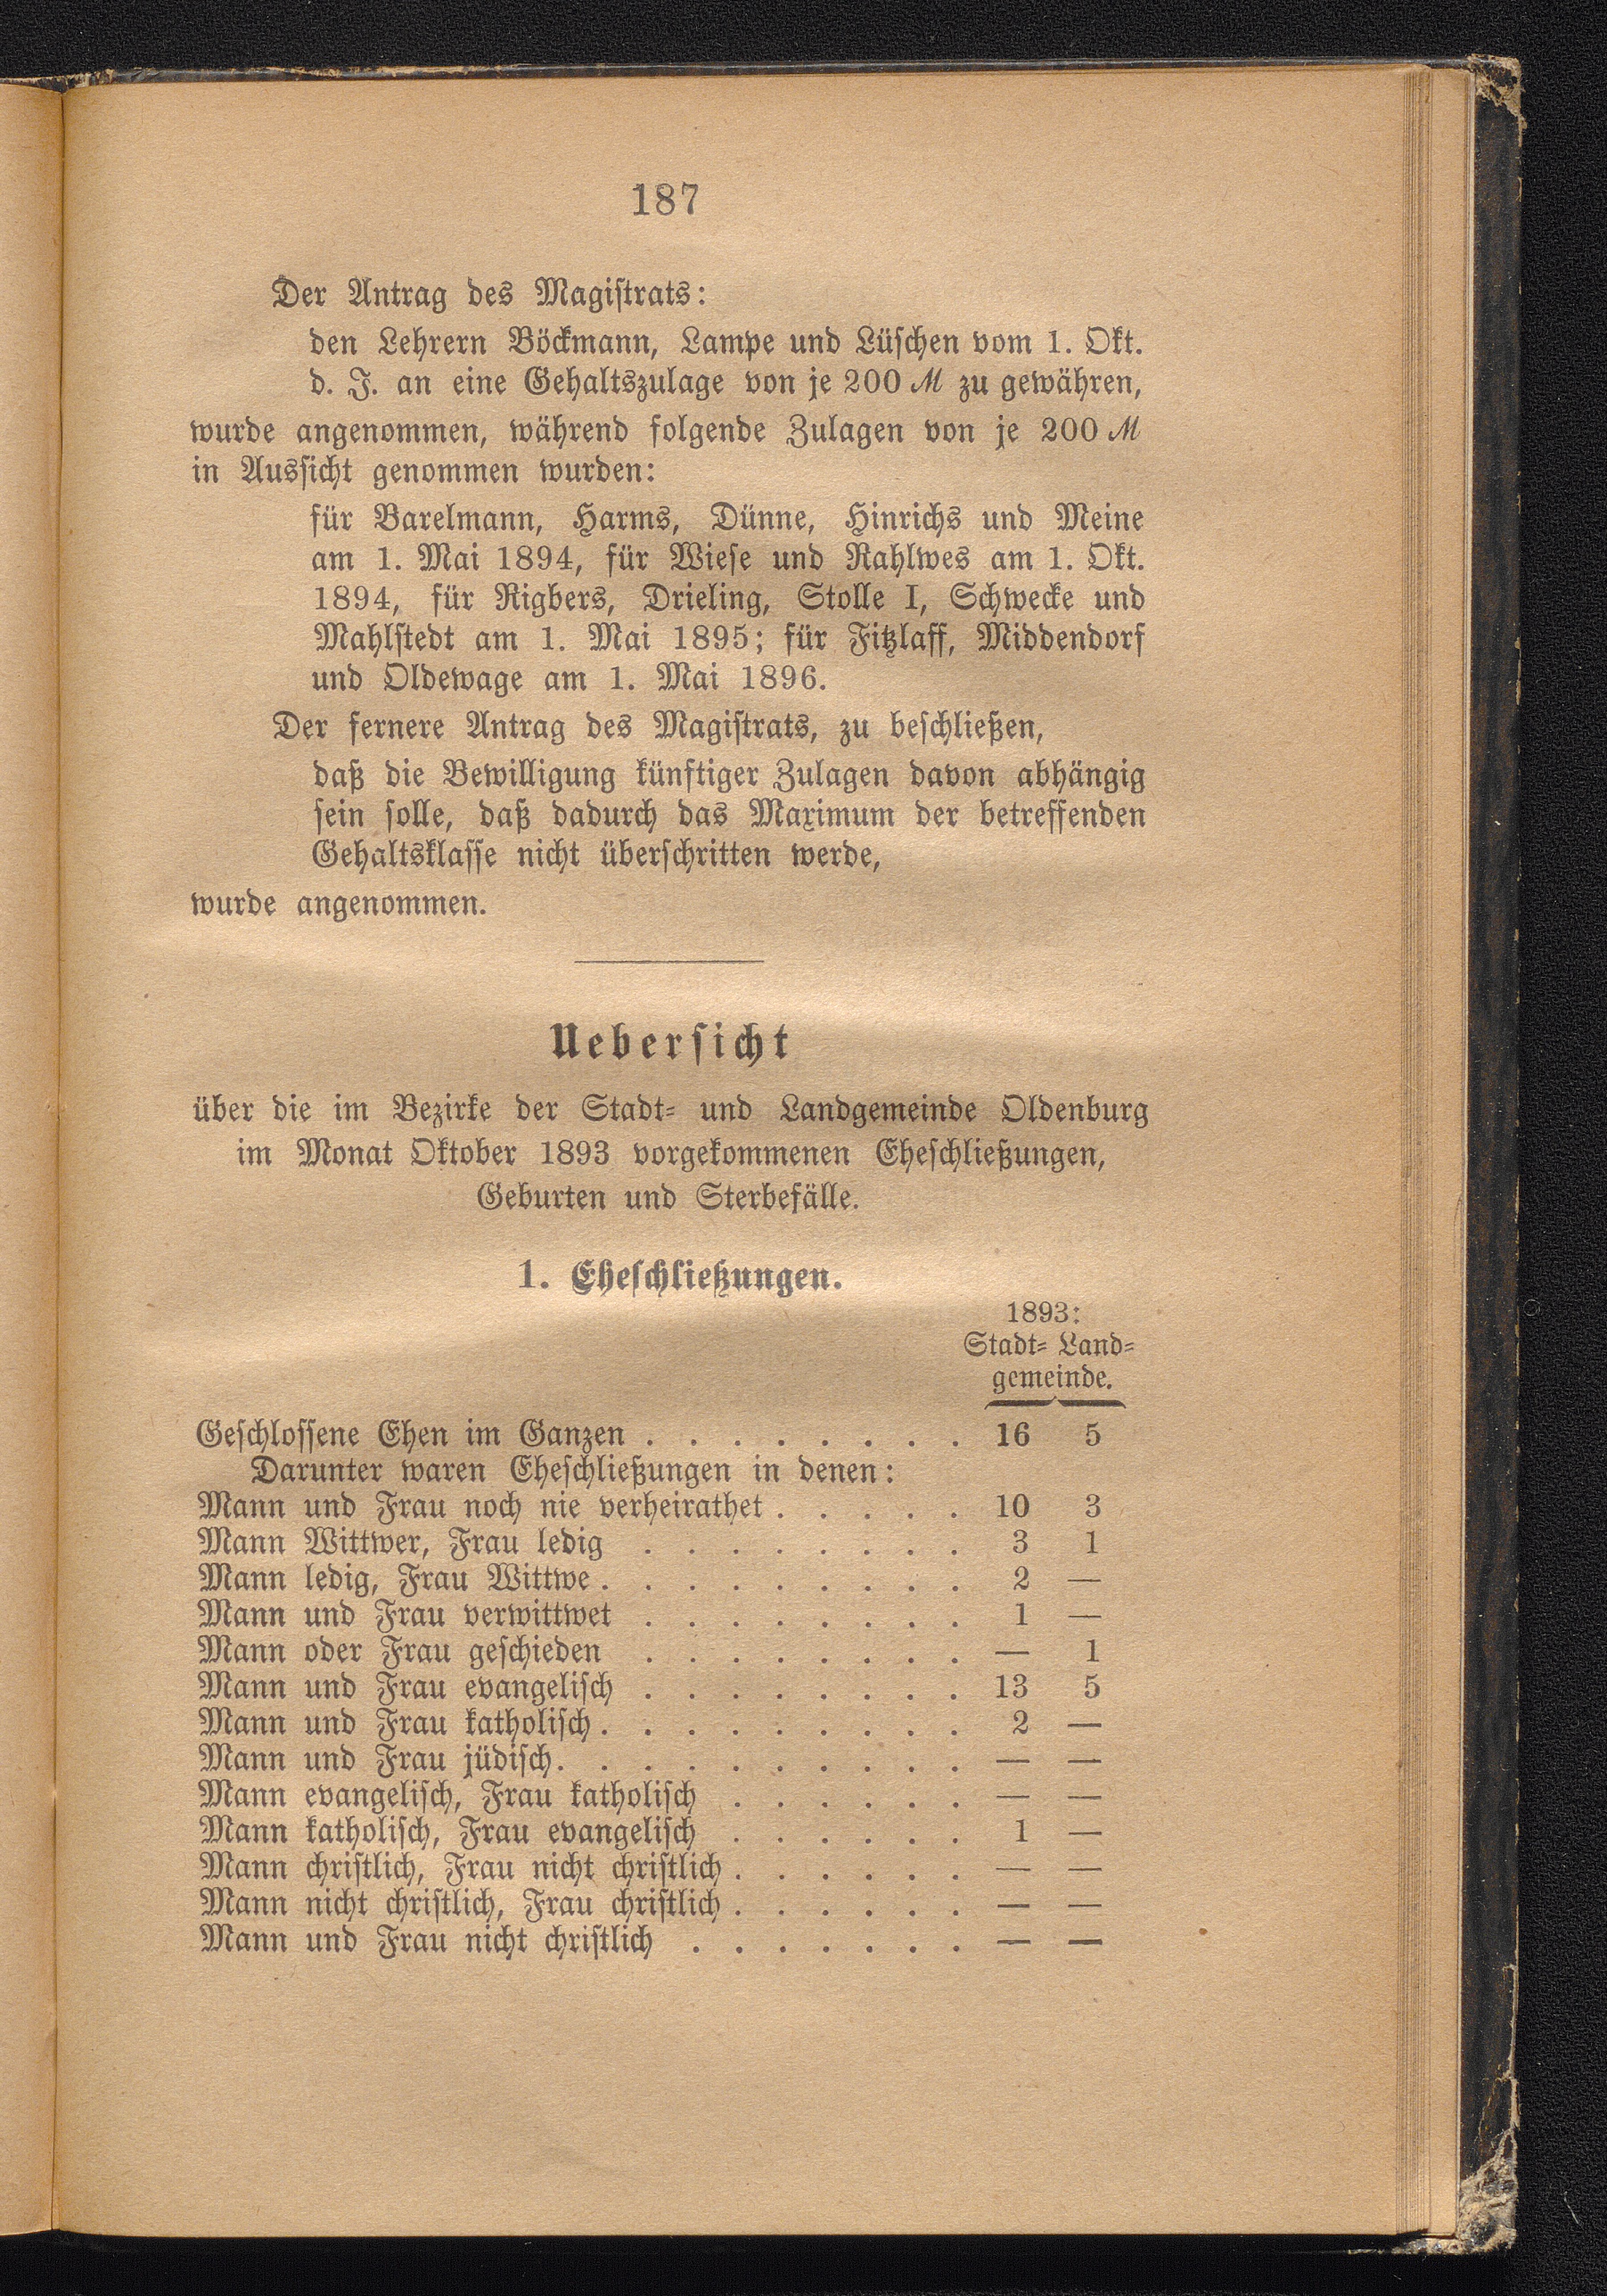 187
Der Antrag des Magistrats:
den Lehrern Böckmann, Lampe und Lüschen vom 1. Okt.
d. J. an eine Gehaltszulage von je 200 ℳ zu gewähren,
wurde angenommen, während folgende Zulagen von je 200 ℳ
in Aussicht genommen wurden:
für Barelmann, Harms, Dünne, Hinrichs und Meine
am 1. Mai 1894, für Wiese und Rahlwes am 1. Okt.
1894, für Rigbers, Drieling, Stolle I, Schwecke und
Mahlstedt am 1. Mai 1895; für Fitzlaff, Middendorf
und Oldewage am 1. Mai 1896.
Der fernere Antrag des Magistrats, zu beschließen,
daß die Bewilligung künftiger Zulagen davon abhängig
sein solle, daß dadurch das Maximum der betreffenden
Gehaltsklasse nicht überschritten werde,
wurde angenommen.
Uebersicht
über die im Bezirke der Stadt- und Landgemeinde Oldenburg
im Monat Oktober 1893 vorgekommenen Eheschließungen,
Geburten und Sterbefälle.
1. Eheschließungen.
1893:
Stadt- Land-
gemeinde.
Geschlossene Ehen im Ganzen . . . . . . . . 16 5
Darunter waren Eheschließungen in denen:
Mann und Frau noch nie verheirathet . . . . . 10 3
Mann Wittwer, Frau ledig . . . . . . . . 3 1
Mann ledig, Frau Wittwe . . . . . . . . . 2 —
Mann und Frau verwittwet . . . . . . . . 1 —
Mann oder Frau geschieden . . . . . . . . — 1
Mann und Frau evangelisch . . . . . . . . 13 5
Mann und Frau katholisch . . . . . . . . . 2 —
Mann und Frau jüdisch . . . . . . . . . . — —
Mann evangelisch, Frau katholisch . . . . . . — —
Mann katholisch, Frau evangelisch . . . . . . 1 —
Mann christlich, Frau nicht christlich . . . . . . — —
Mann nicht christlich, Frau christlich . . . . . . — —
Mann und Frau nicht christlich . . . . . . . — —